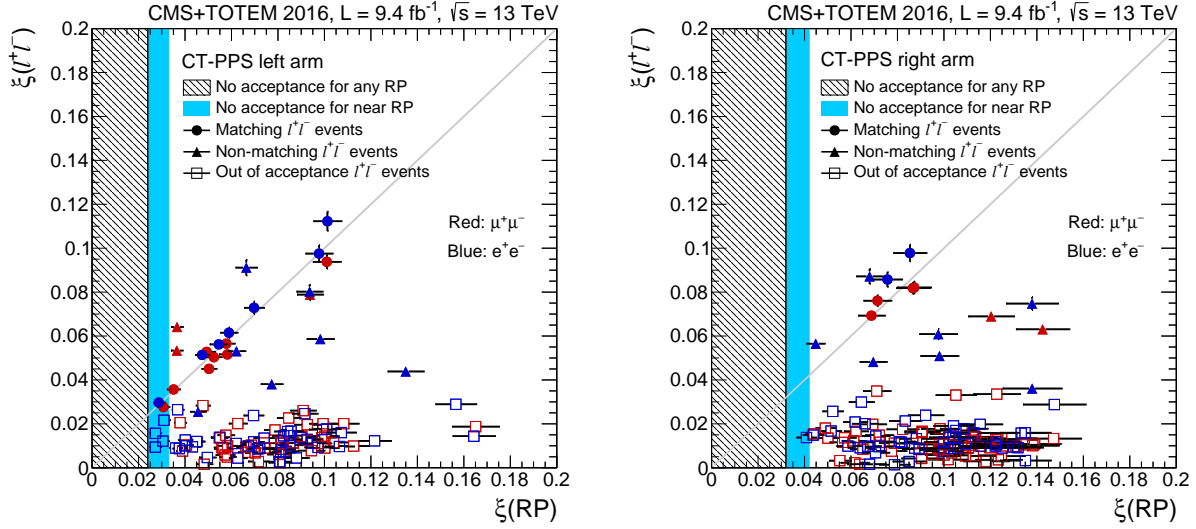 CMS+TOTEM 2016, L = 9.4 fb⁻¹, √s = 13 TeV
ξ(l⁺l⁻)
0.2
0.18
0.16
0.14
0.12
0.1
0.08
0.06
0.04
0.02
0
CT-PPS left arm
No acceptance for any RP
No acceptance for near RP
Matching l⁺l⁻ events
Non-matching l⁺l⁻ events
Out of acceptance l⁺l⁻ events
Red: μ⁺μ⁻
Blue: e⁺e⁻
0 0.02 0.04 0.06 0.08 0.1 0.12 0.14 0.16 0.18 0.2
ξ(RP)
CMS+TOTEM 2016, L = 9.4 fb⁻¹, √s = 13 TeV
ξ(l⁺l⁻)
0.2
0.18
0.16
0.14
0.12
0.1
0.08
0.06
0.04
0.02
0
CT-PPS right arm
No acceptance for any RP
No acceptance for near RP
Matching l⁺l⁻ events
Non-matching l⁺l⁻ events
Out of acceptance l⁺l⁻ events
Red: μ⁺μ⁻
Blue: e⁺e⁻
0 0.02 0.04 0.06 0.08 0.1 0.12 0.14 0.16 0.18 0.2
ξ(RP)